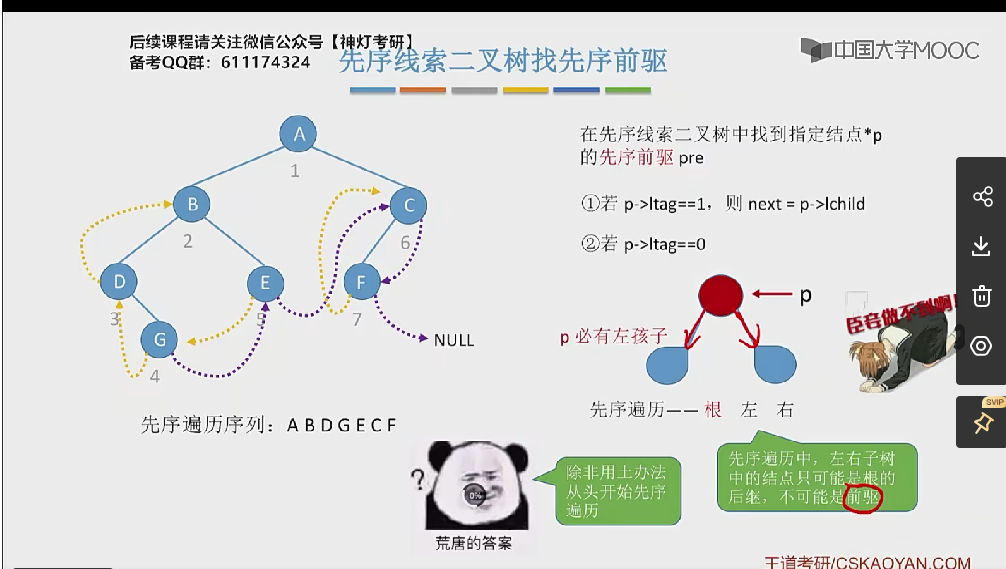 后续课程请关注微信公众号【神灯考研】
备考QQ群：611174324
先序线索二叉树找先序前驱
中国大学MOOC
A
1
B
C
2
6
D
E
F
3
5
7
G
4
NULL
先序遍历序列：A B D G E C F
在先序线索二叉树中找到指定结点*p
的先序前驱 pre
①若 p->ltag==1，则 next = p->lchild
②若 p->ltag==0
p
p 必有左孩子
臣妾做不到啊！
先序遍历—— 根 左 右
先序遍历中，左右子树
中的结点只可能是根的
后继，不可能是前驱
除非用土办法
从头开始先序
遍历
？
0%
荒唐的答案
SVIP
王道考研/CSKAOYAN.COM